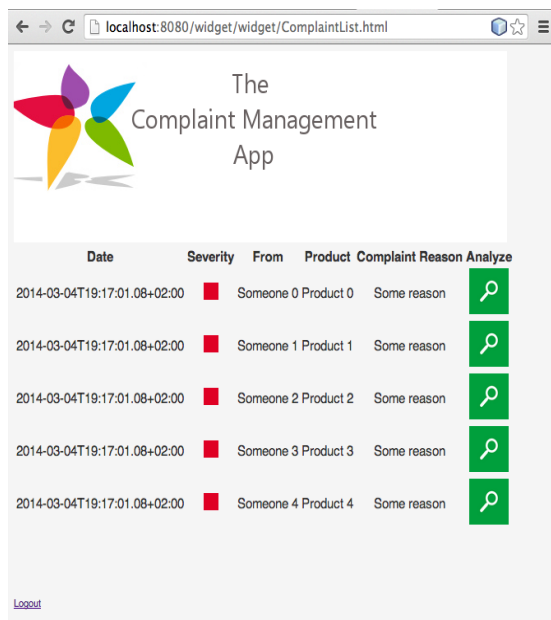 localhost:8080/widget/widget/ComplaintList.html
The
Complaint Management
App
Date Severity From Product Complaint Reason Analyze
2014-03-04T19:17:01.08+02:00 Someone 0 Product 0 Some reason
2014-03-04T19:17:01.08+02:00 Someone 1 Product 1 Some reason
2014-03-04T19:17:01.08+02:00 Someone 2 Product 2 Some reason
2014-03-04T19:17:01.08+02:00 Someone 3 Product 3 Some reason
2014-03-04T19:17:01.08+02:00 Someone 4 Product 4 Some reason
Logout